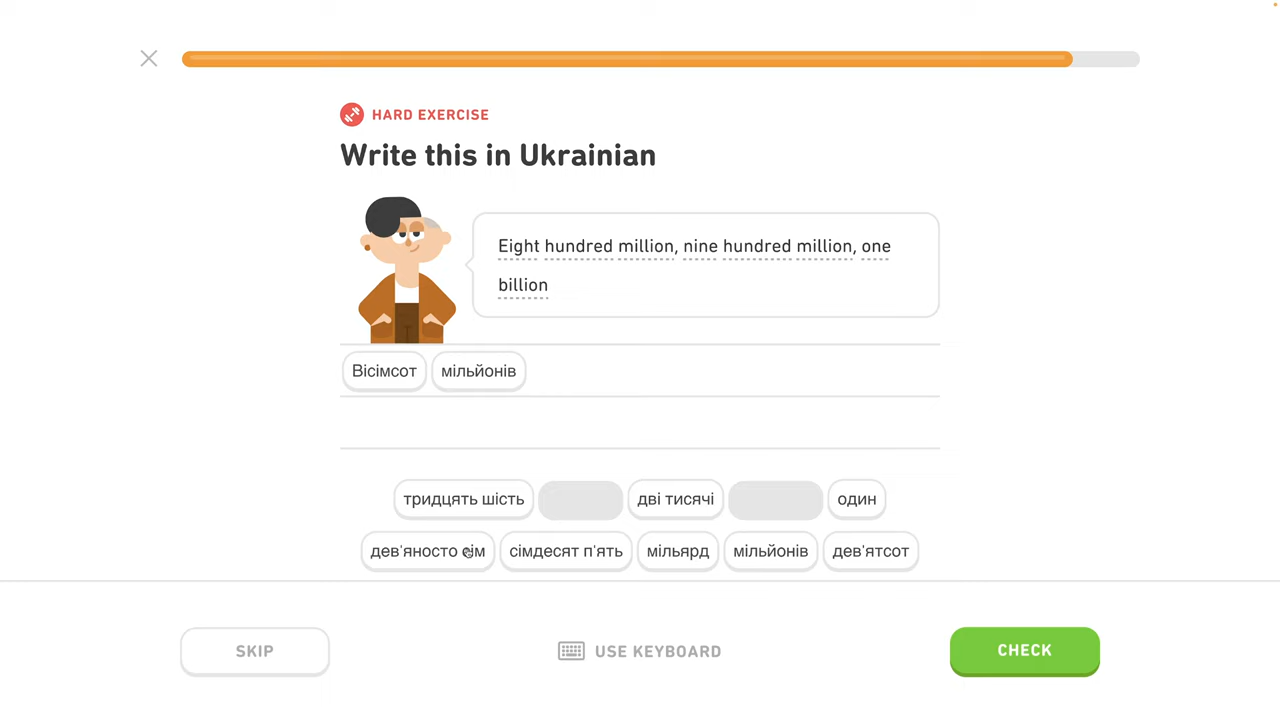 HARD EXERCISE
Write this in Ukrainian
Eight hundred million, nine hundred million, one
billion
Вісімсот мільйонів
тридцять шість дві тисячі один
дев'яносто сім сімдесят п'ять мільярд мільйонів дев'ятсот
SKIP USE KEYBOARD CHECK